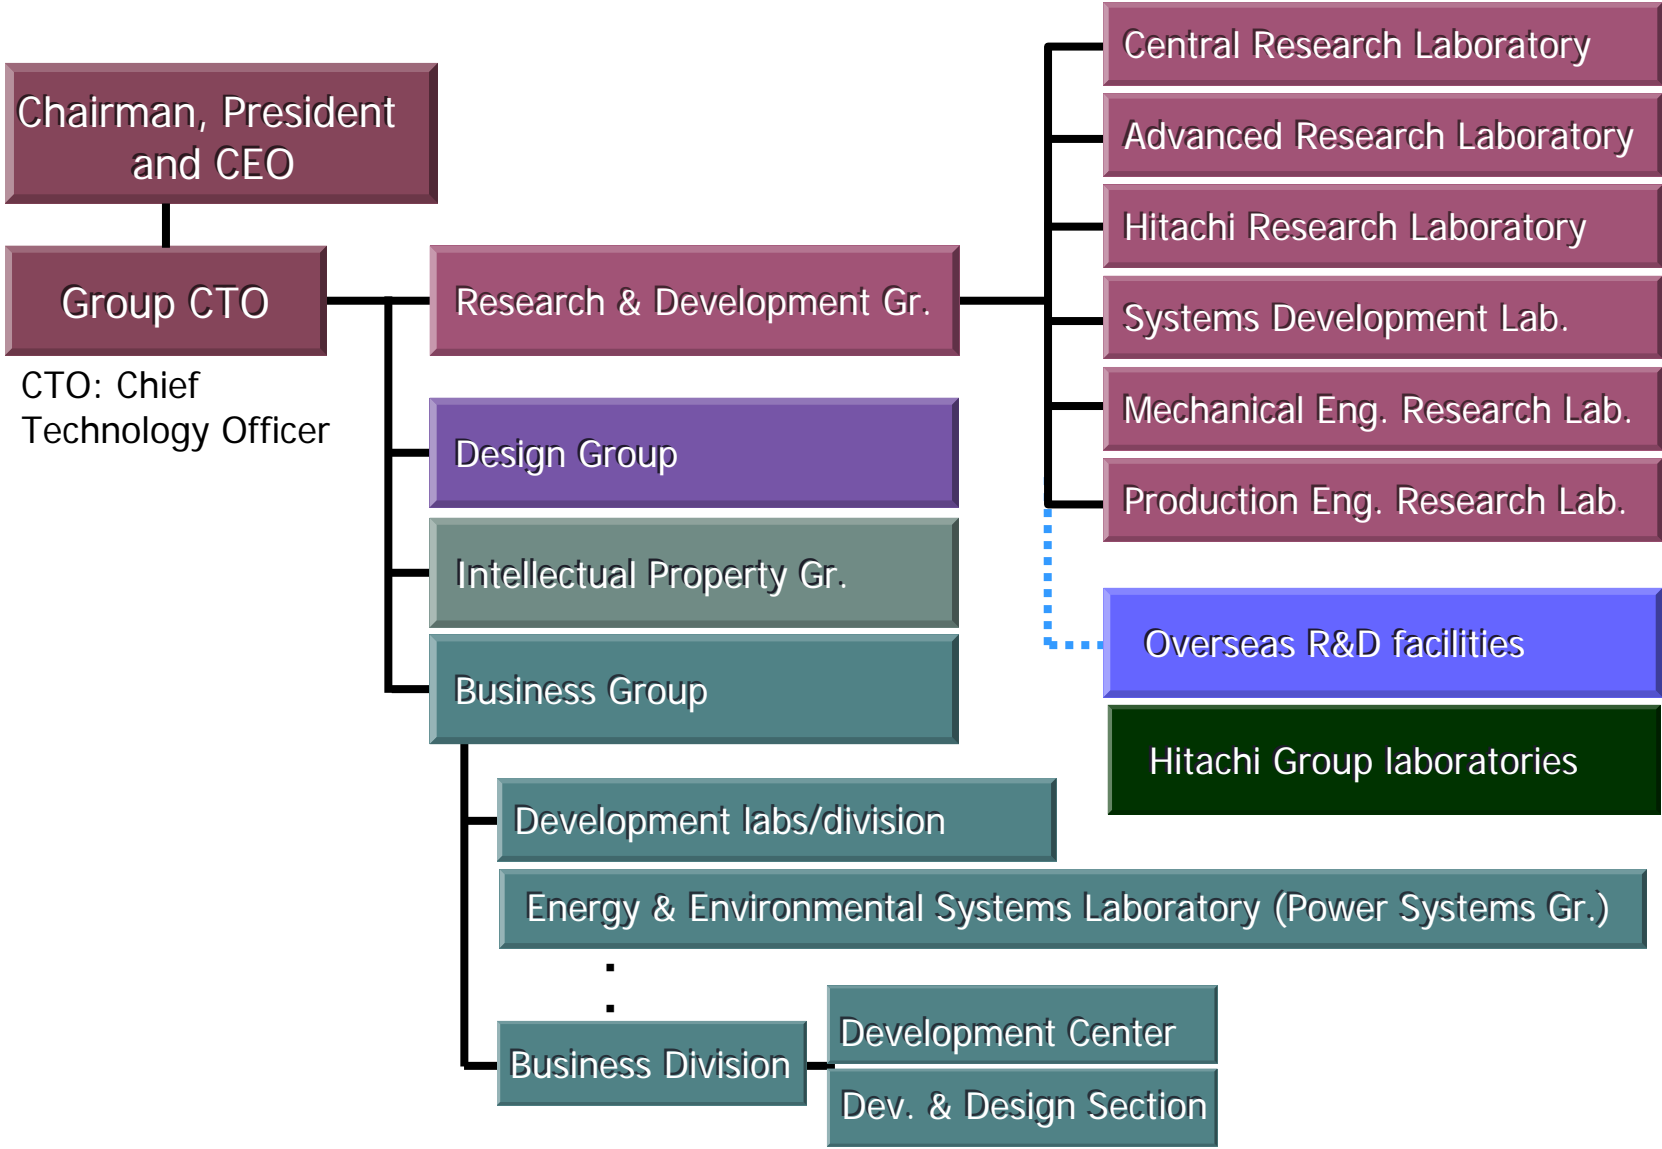 Chairman, President
and CEO
Group CTO
CTO: Chief
Technology Officer
Research & Development Gr.
Design Group
Intellectual Property Gr.
Business Group
Development labs/division
Energy & Environmental Systems Laboratory (Power Systems Gr.)
Business Division
Development Center
Dev. & Design Section
Central Research Laboratory
Advanced Research Laboratory
Hitachi Research Laboratory
Systems Development Lab.
Mechanical Eng. Research Lab.
Production Eng. Research Lab.
Overseas R&D facilities
Hitachi Group laboratories